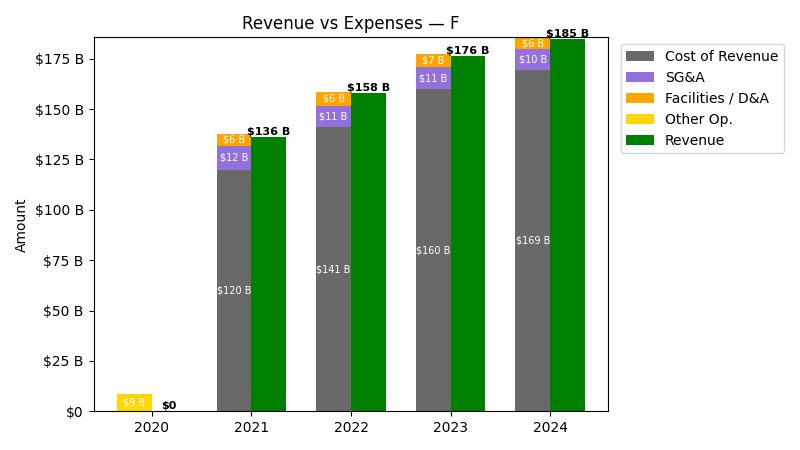 Revenue vs Expenses — F
Amount
$175 B
$150 B
$125 B
$100 B
$75 B
$50 B
$25 B
$0
$9 B
$0
$136 B
$6 B
$12 B
$120 B
$158 B
$6 B
$11 B
$141 B
$176 B
$7 B
$11 B
$160 B
$185 B
$6 B
$10 B
$169 B
2020
2021
2022
2023
2024
Cost of Revenue
SG&A
Facilities / D&A
Other Op.
Revenue